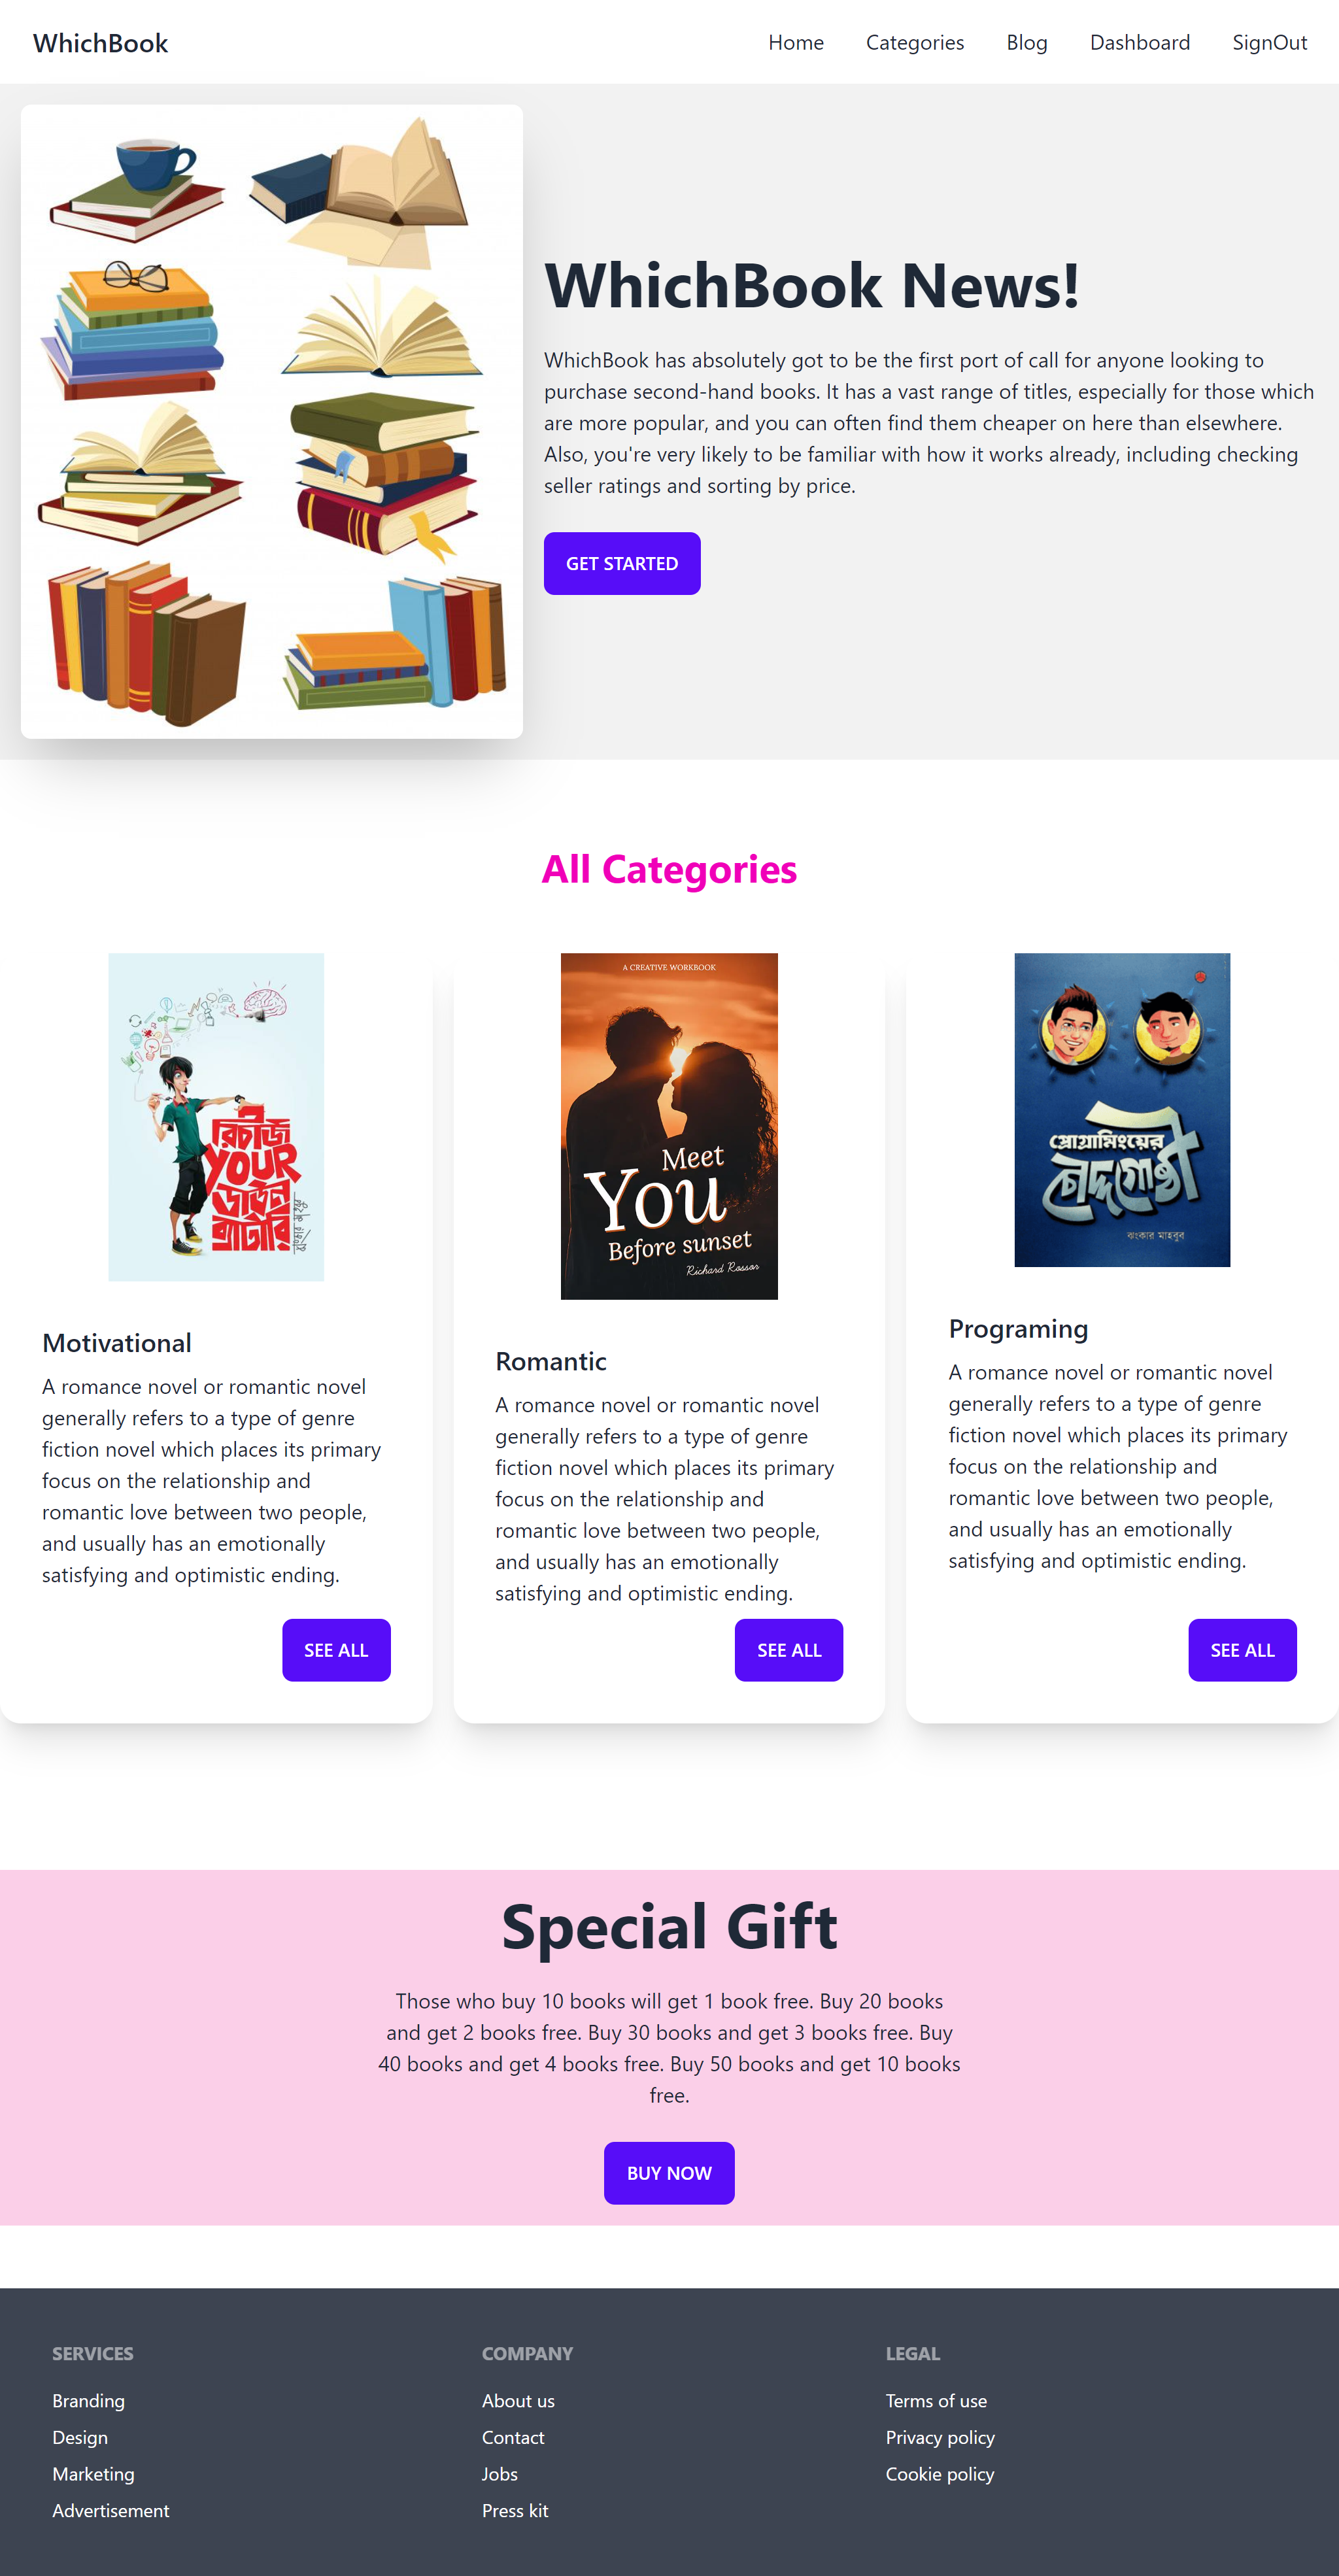 WhichBook
Home Categories Blog Dashboard SignOut
WhichBook News!
WhichBook has absolutely got to be the first port of call for anyone looking to
purchase second-hand books. It has a vast range of titles, especially for those which
are more popular, and you can often find them cheaper on here than elsewhere.
Also, you're very likely to be familiar with how it works already, including checking
seller ratings and sorting by price.
GET STARTED
All Categories
রিচার্জ
YOUR
ডাউন
ব্যাটারি
ঝংকার মাহবুব
Motivational
A romance novel or romantic novel
generally refers to a type of genre
fiction novel which places its primary
focus on the relationship and
romantic love between two people,
and usually has an emotionally
satisfying and optimistic ending.
SEE ALL
A CREATIVE WORKBOOK
Meet
You
Before sunset
Richard Rosson
Romantic
A romance novel or romantic novel
generally refers to a type of genre
fiction novel which places its primary
focus on the relationship and
romantic love between two people,
and usually has an emotionally
satisfying and optimistic ending.
SEE ALL
প্রোগ্রামিংয়ের
চৌদ্দগোষ্ঠী
ঝংকার মাহবুব
Programing
A romance novel or romantic novel
generally refers to a type of genre
fiction novel which places its primary
focus on the relationship and
romantic love between two people,
and usually has an emotionally
satisfying and optimistic ending.
SEE ALL
Special Gift
Those who buy 10 books will get 1 book free. Buy 20 books
and get 2 books free. Buy 30 books and get 3 books free. Buy
40 books and get 4 books free. Buy 50 books and get 10 books
free.
BUY NOW
SERVICES
Branding
Design
Marketing
Advertisement
COMPANY
About us
Contact
Jobs
Press kit
LEGAL
Terms of use
Privacy policy
Cookie policy